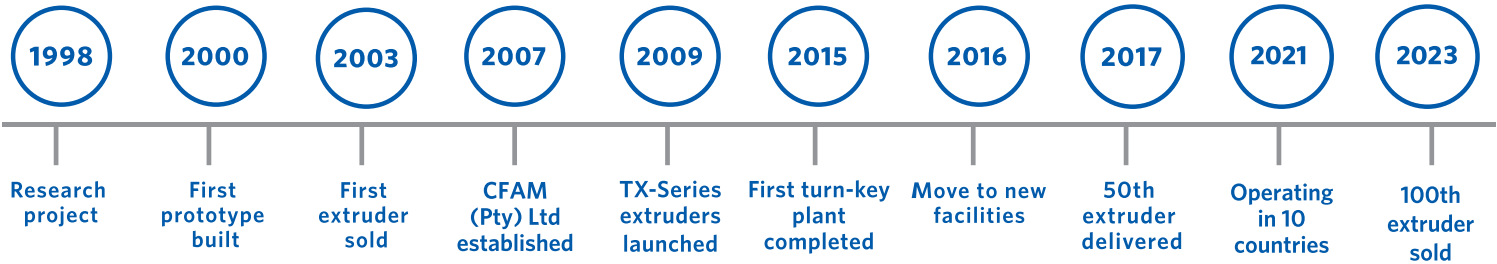 1998
2000
2003
2007
2009
2015
2016
2017
2021
2023
Research
project
First
prototype
built
First
extruder
sold
CFAM
(Pty) Ltd
established
TX-Series
extruders
launched
First turn-key
plant
completed
Move to new
facilities
50th
extruder
delivered
Operating
in 10
countries
100th
extruder
sold